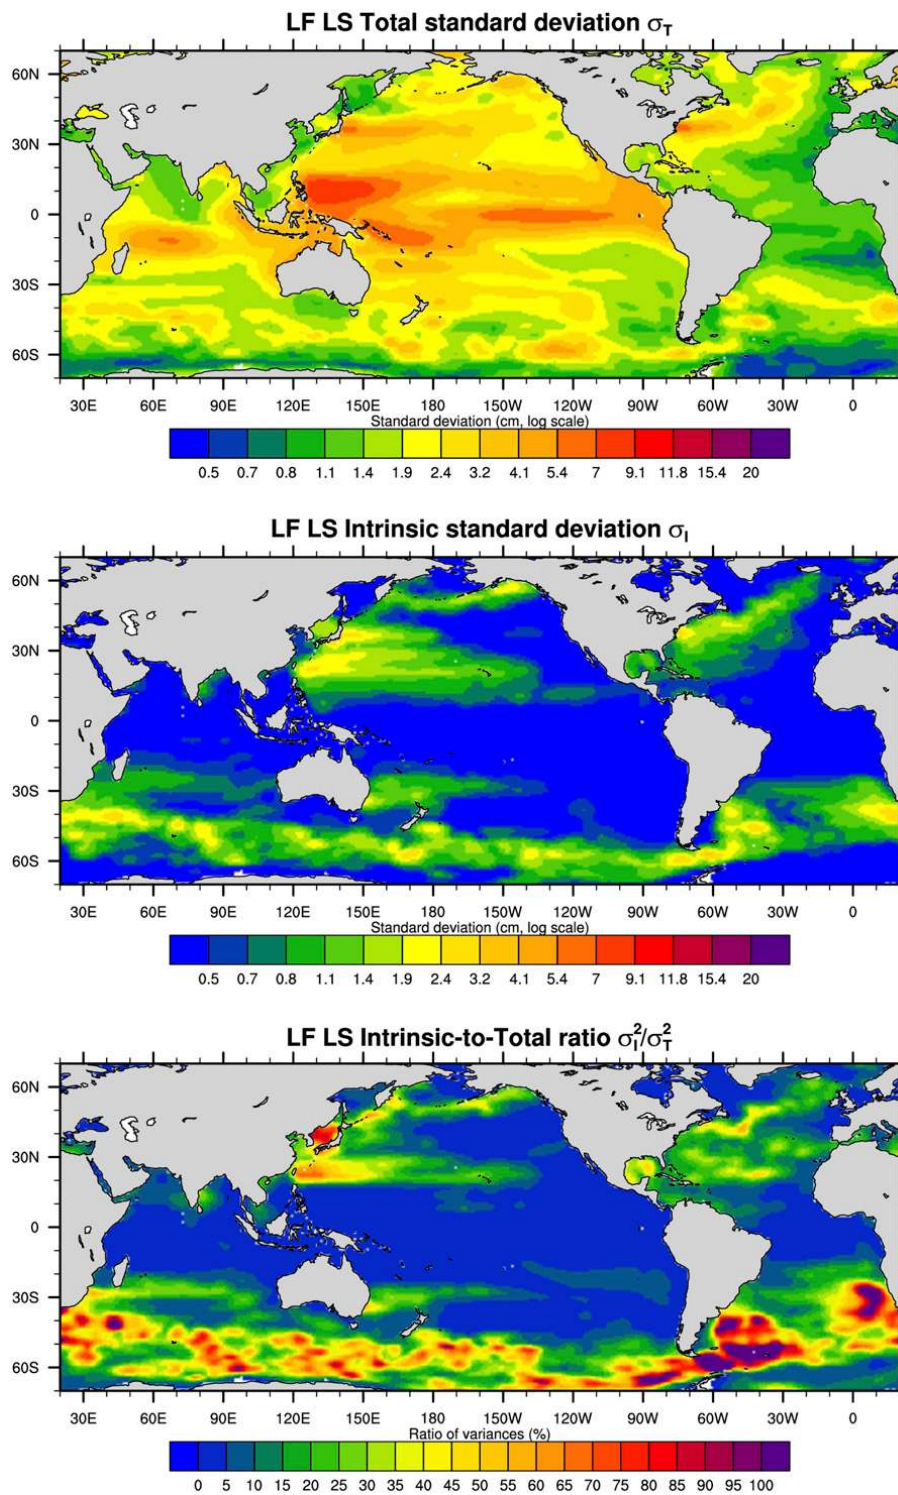 LF LS Total standard deviation σT
60N
30N
0
30S
60S
30E 60E 90E 120E 150E 180 150W 120W 90W 60W 30W 0
Standard deviation (cm, log scale)
0.5 0.7 0.8 1.1 1.4 1.9 2.4 3.2 4.1 5.4 7 9.1 11.8 15.4 20
LF LS Intrinsic standard deviation σI
60N
30N
0
30S
60S
30E 60E 90E 120E 150E 180 150W 120W 90W 60W 30W 0
Standard deviation (cm, log scale)
0.5 0.7 0.8 1.1 1.4 1.9 2.4 3.2 4.1 5.4 7 9.1 11.8 15.4 20
LF LS Intrinsic-to-Total ratio σ²I/σ²T
60N
30N
0
30S
60S
30E 60E 90E 120E 150E 180 150W 120W 90W 60W 30W 0
Ratio of variances (%)
0 5 10 15 20 25 30 35 40 45 55 60 65 70 75 80 85 90 95 100